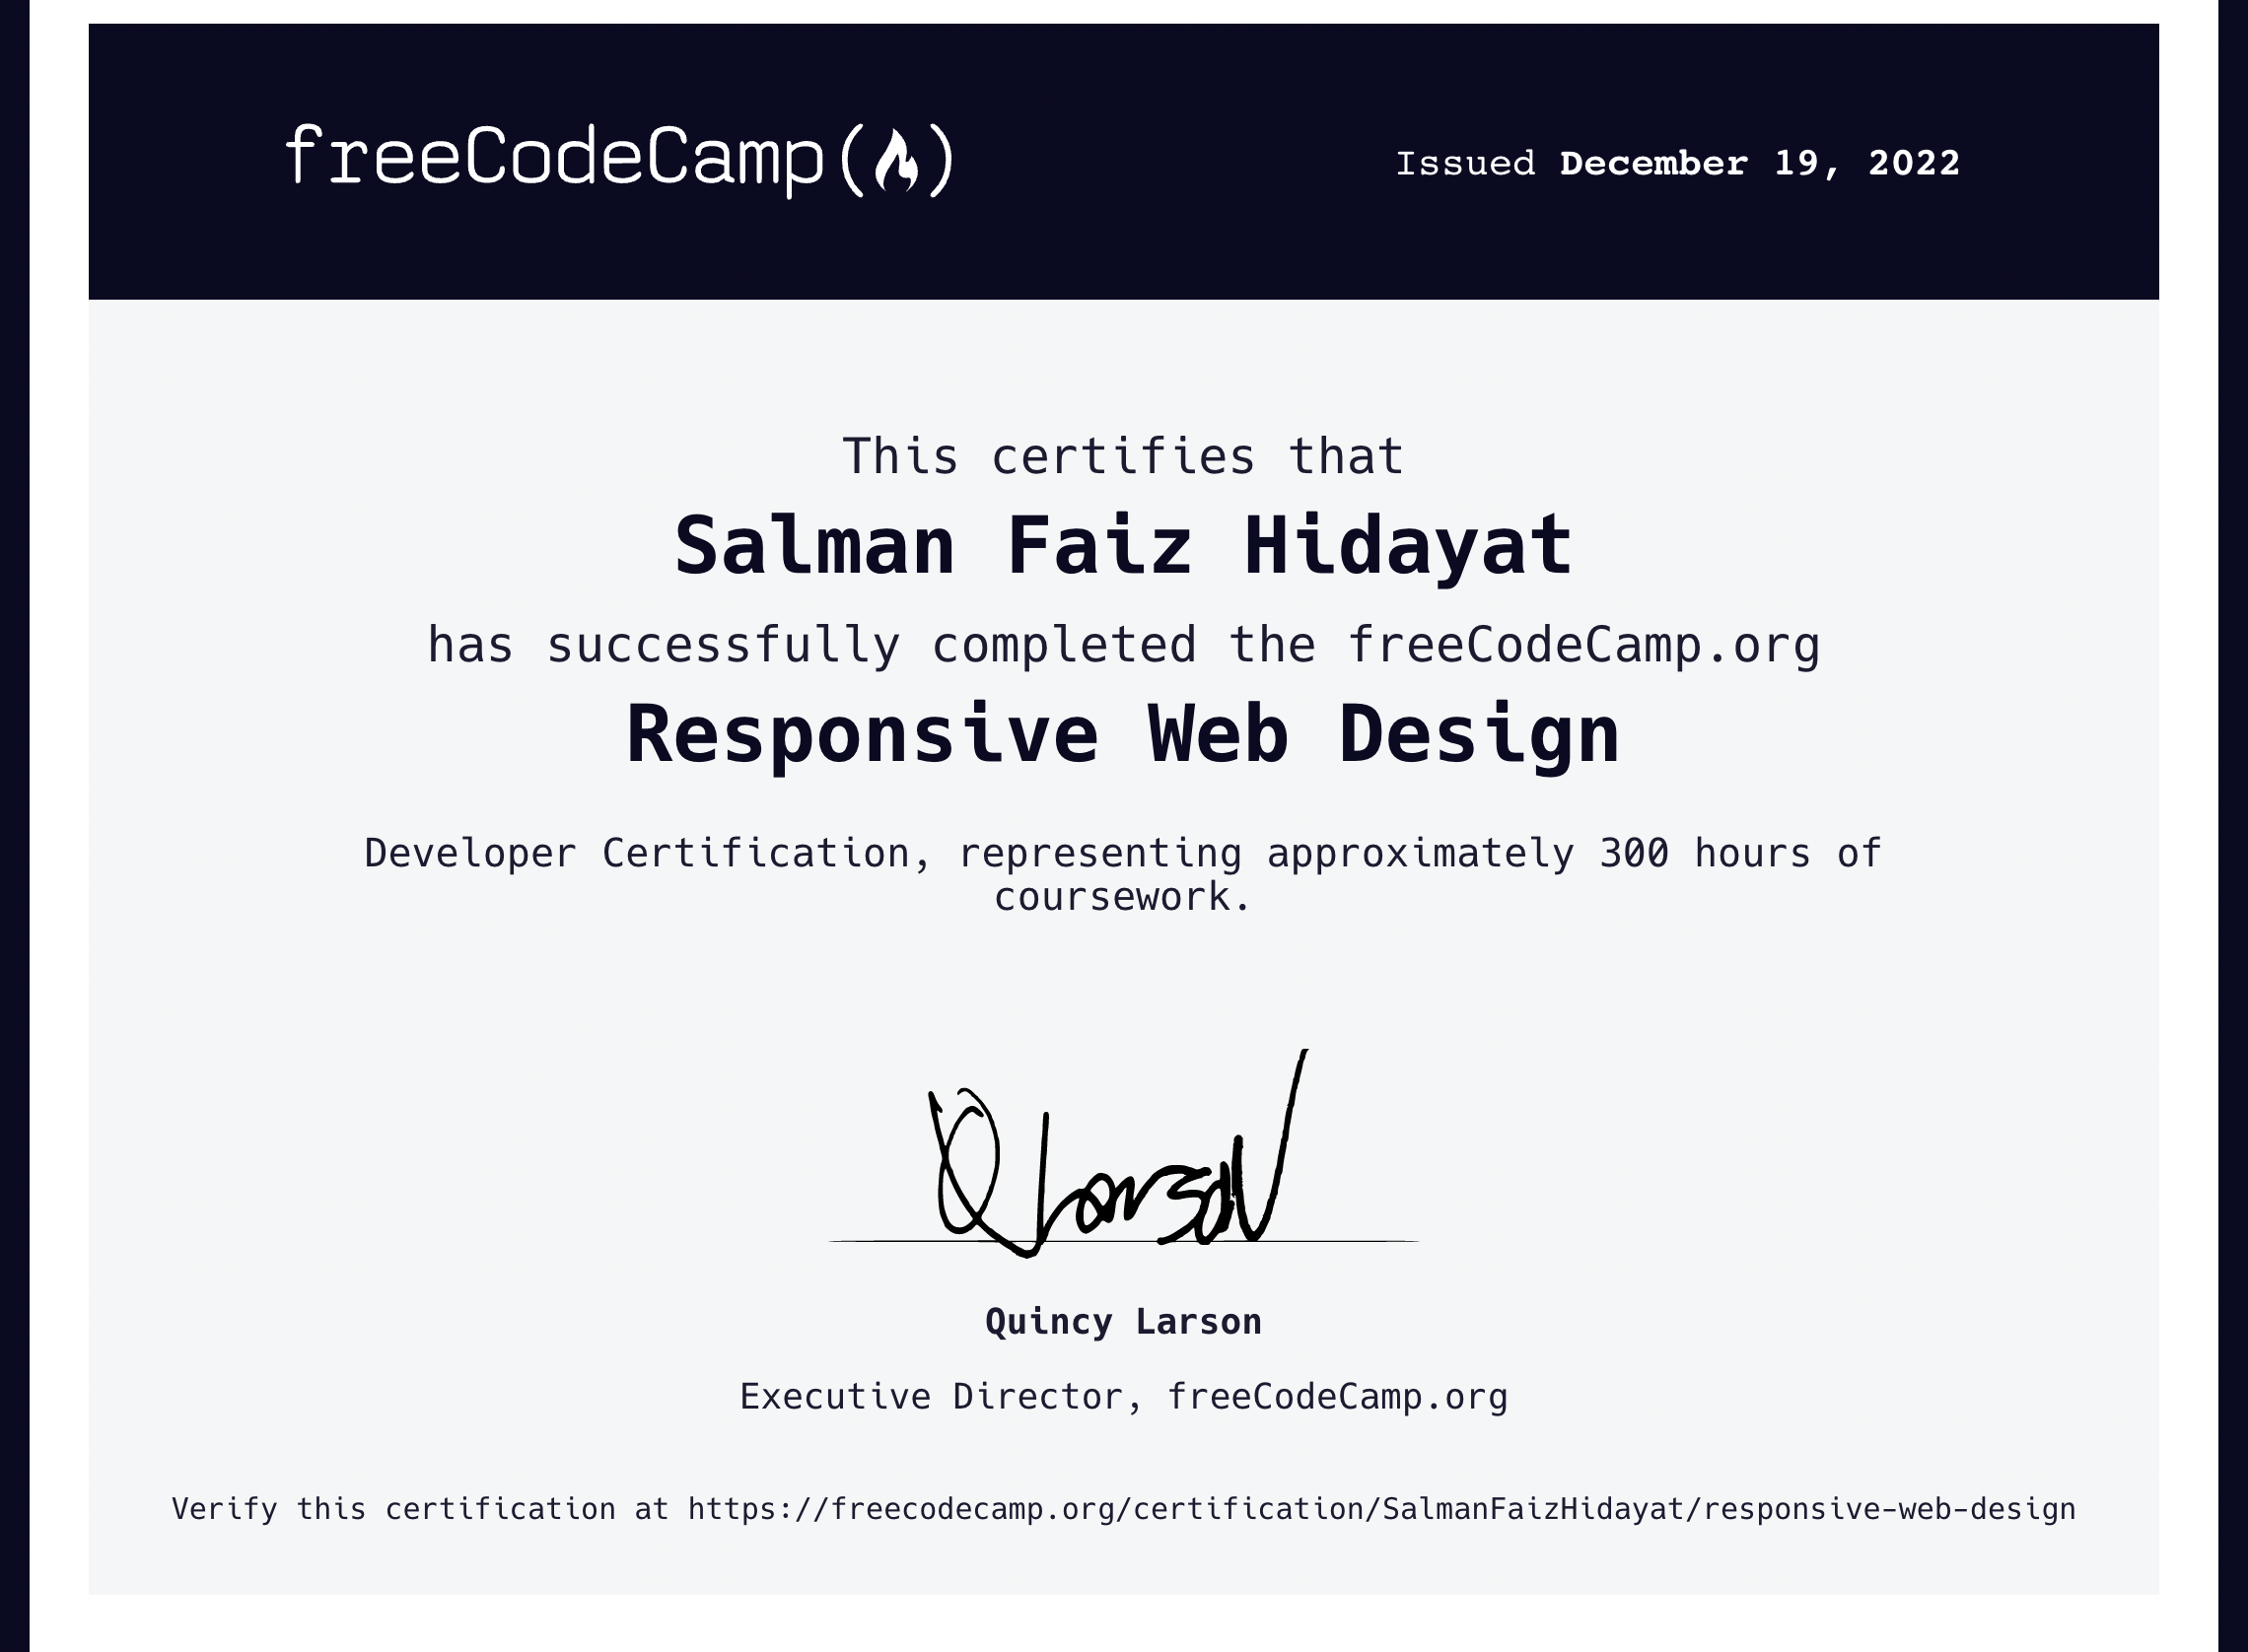 freeCodeCamp
Issued December 19, 2022
This certifies that
Salman Faiz Hidayat
has successfully completed the freeCodeCamp.org
Responsive Web Design
Developer Certification, representing approximately 300 hours of
coursework.
QLarson
Quincy Larson
Executive Director, freeCodeCamp.org
Verify this certification at https://freecodecamp.org/certification/SalmanFaizHidayat/responsive-web-design